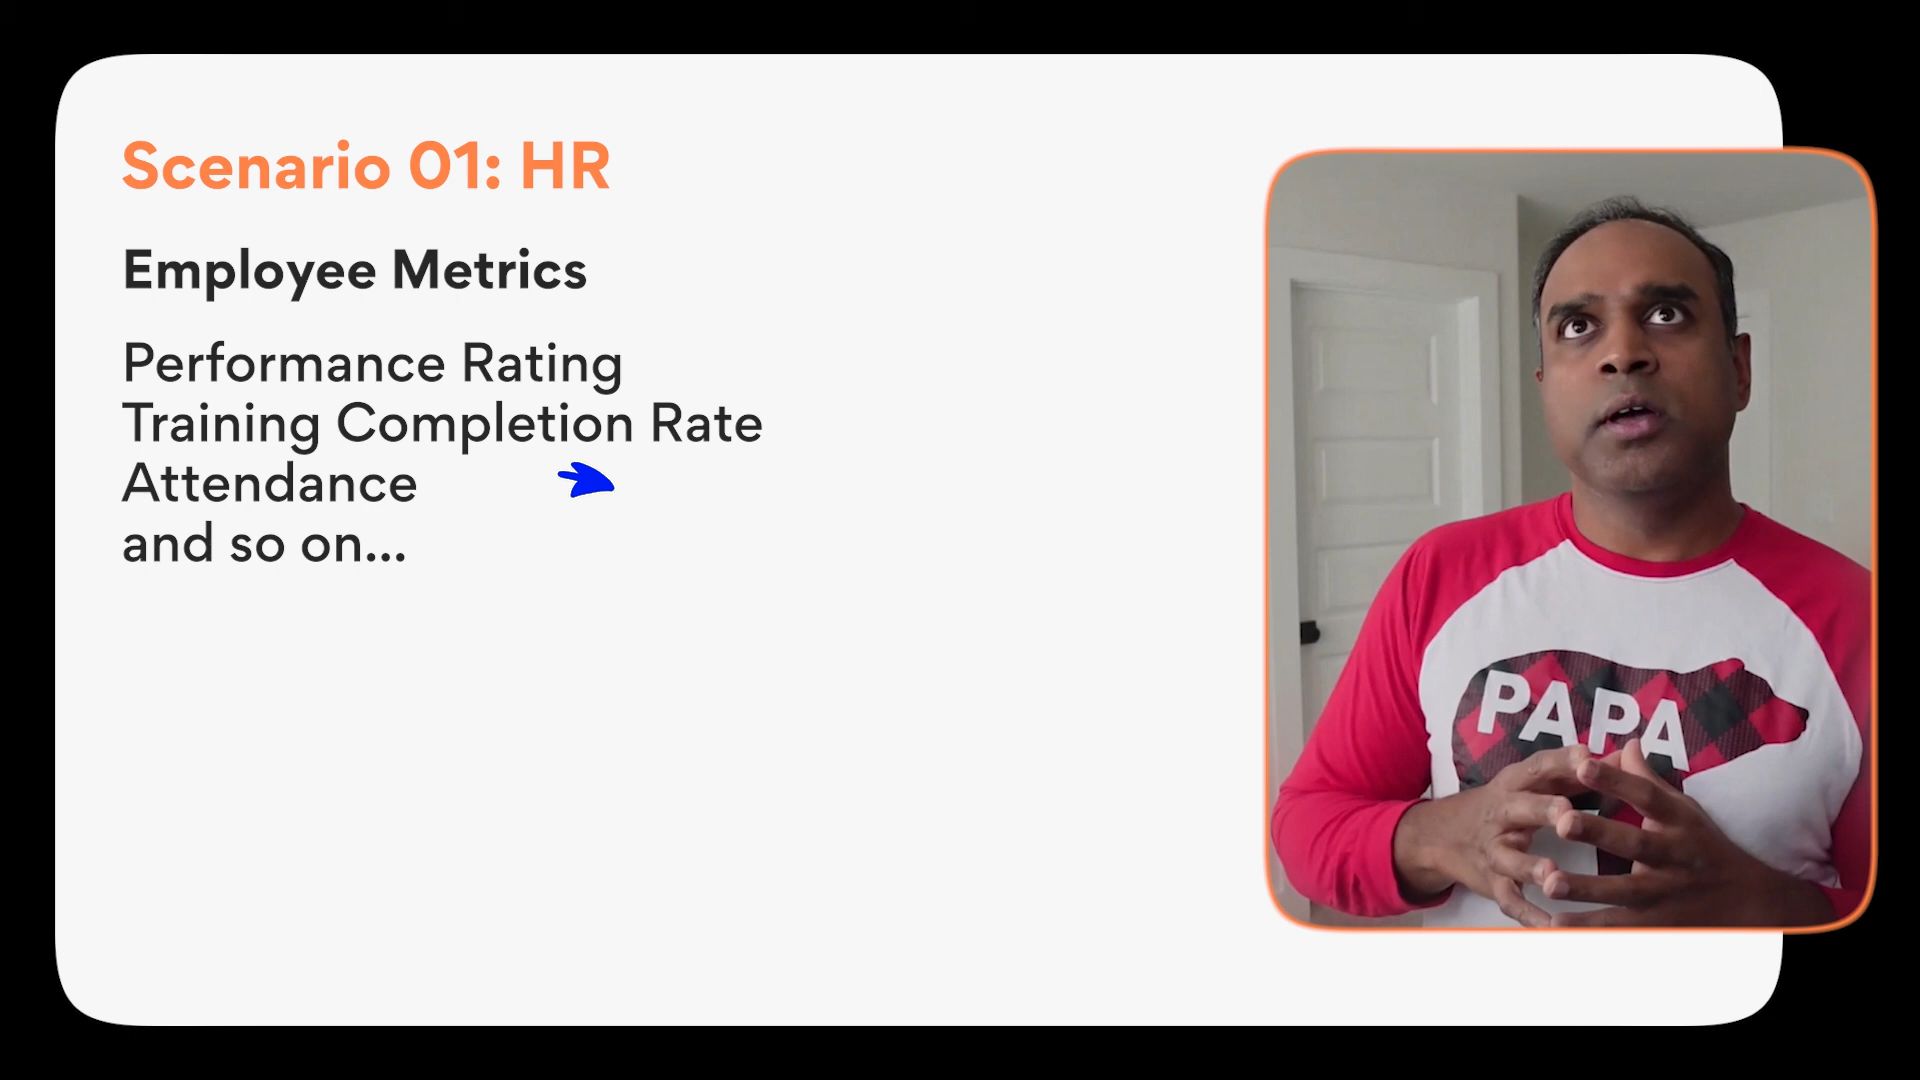 Scenario 01: HR
Employee Metrics
Performance Rating
Training Completion Rate
Attendance
and so on...
PAPA